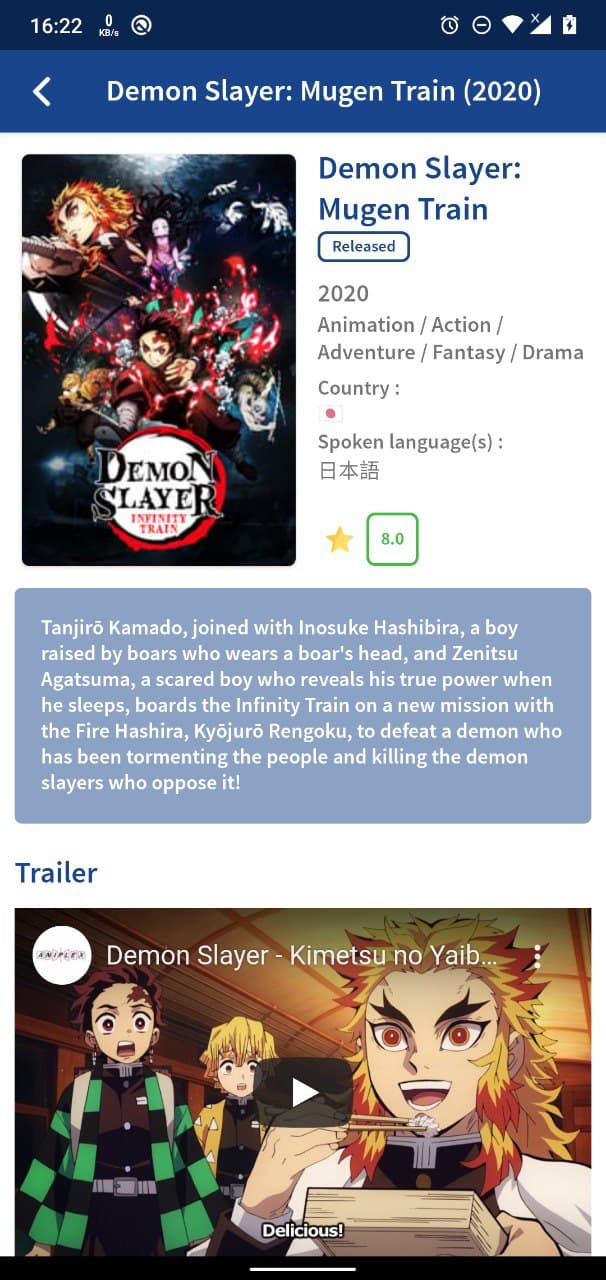 16:22
0
KB/s
Demon Slayer: Mugen Train (2020)
Demon Slayer:
Mugen Train
Released
2020
Animation / Action /
Adventure / Fantasy / Drama
Country :
Spoken language(s) :
日本語
8.0
DEMON
SLAYER
INFINITY
TRAIN
Tanjirō Kamado, joined with Inosuke Hashibira, a boy
raised by boars who wears a boar's head, and Zenitsu
Agatsuma, a scared boy who reveals his true power when
he sleeps, boards the Infinity Train on a new mission with
the Fire Hashira, Kyōjurō Rengoku, to defeat a demon who
has been tormenting the people and killing the demon
slayers who oppose it!
Trailer
ANIPLEX
Demon Slayer - Kimetsu no Yaib...
Delicious!